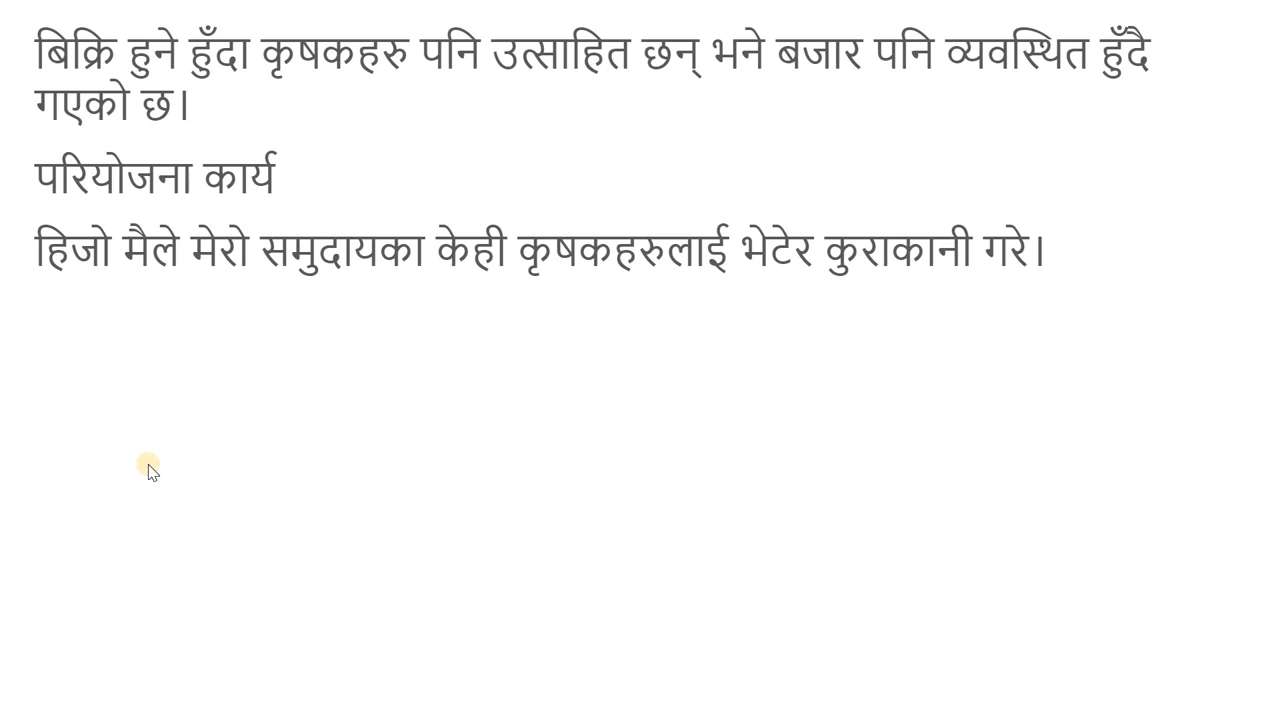 बिक्रि हुने हुँदा कृषकहरु पनि उत्साहित छन् भने बजार पनि व्यवस्थित हुँदै
गएको छ।
परियोजना कार्य
हिजो मैले मेरो समुदायका केही कृषकहरुलाई भेटेर कुराकानी गरे।